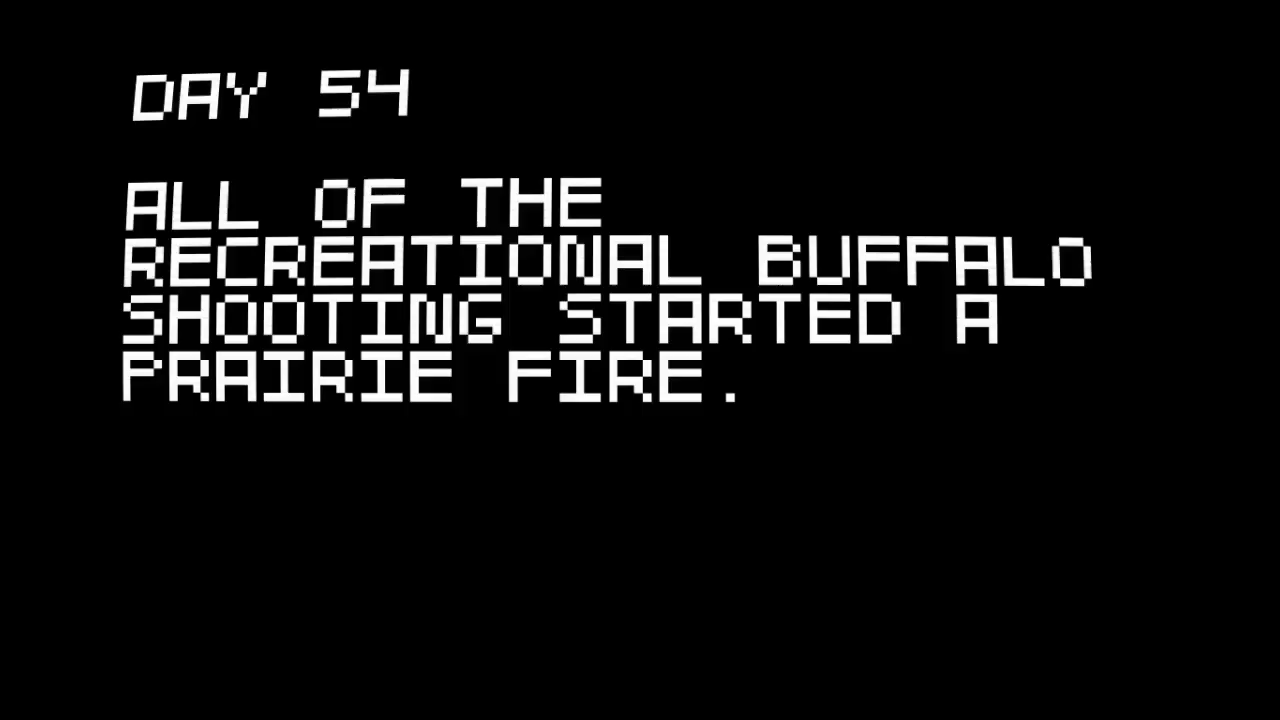 DAY 54
ALL OF THE
RECREATIONAL BUFFALO
SHOOTING STARTED A
PRAIRIE FIRE.